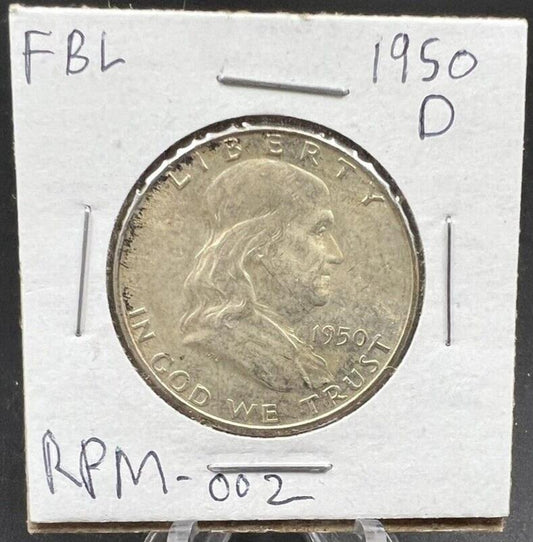 FBL 1950
D
LIBERTY
1950
IN GOD WE TRUST
RPM-002